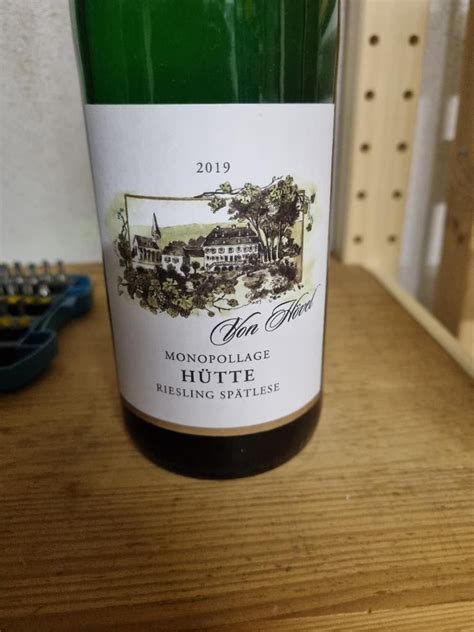 2019
Von Hövel
MONOPOLLAGE
HÜTTE
RIESLING SPÄTLESE